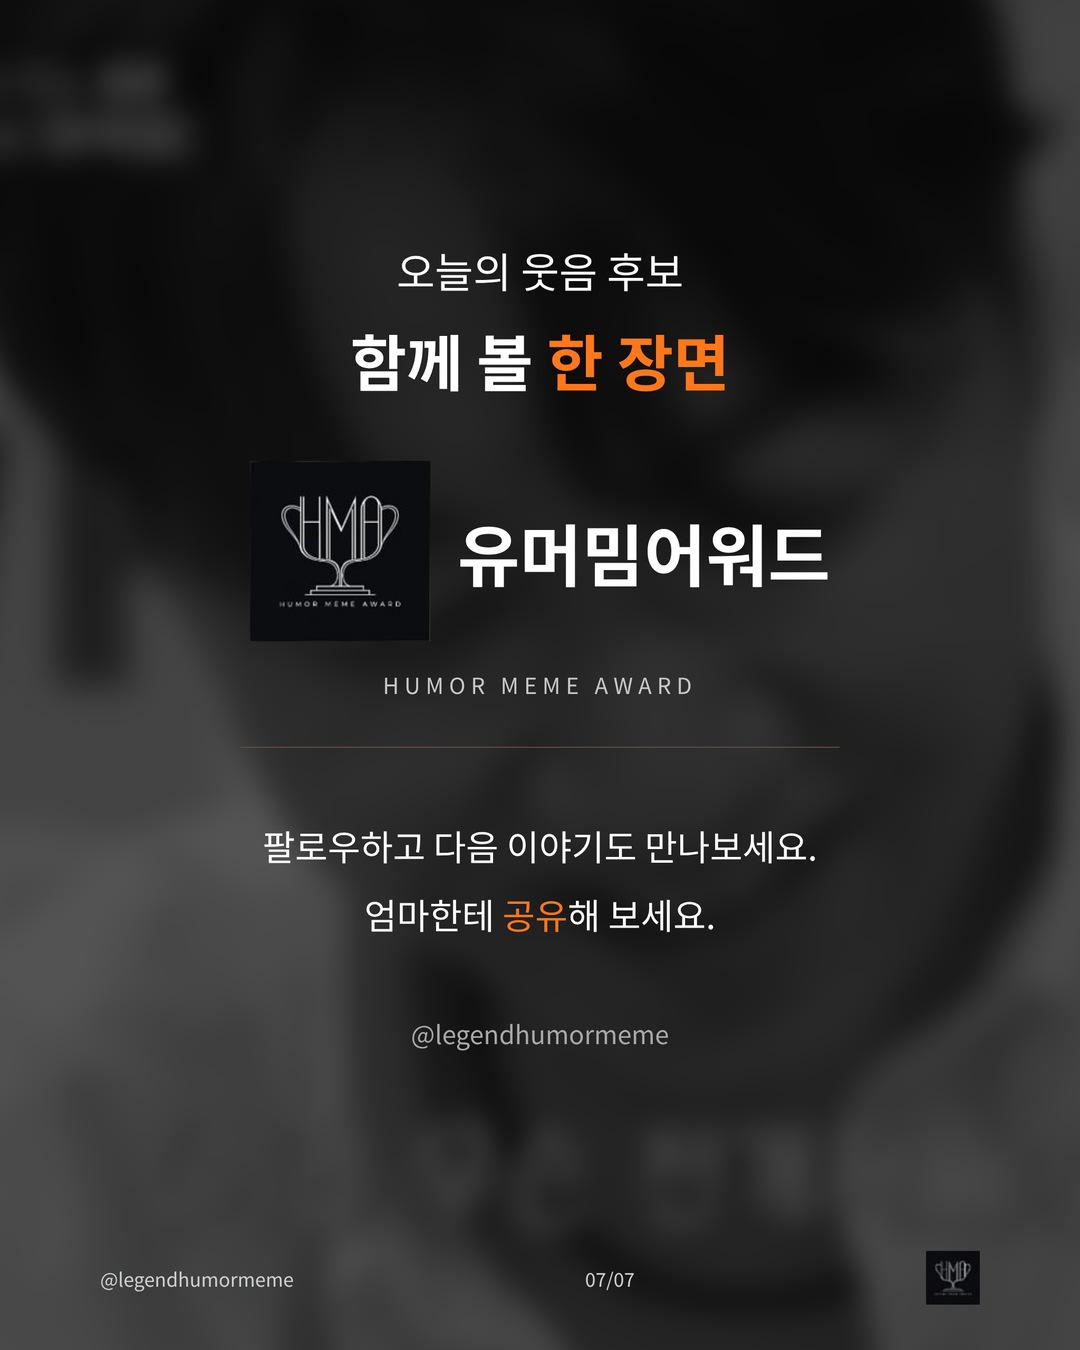 오늘의 웃음 후보
함께 볼 한 장면
HMA
HUMOR MEME AWARD
유머밈어워드
HUMOR MEME AWARD
팔로우하고 다음 이야기도 만나보세요.
엄마한테 공유해 보세요.
@legendhumormeme
@legendhumormeme
07/07
HMA